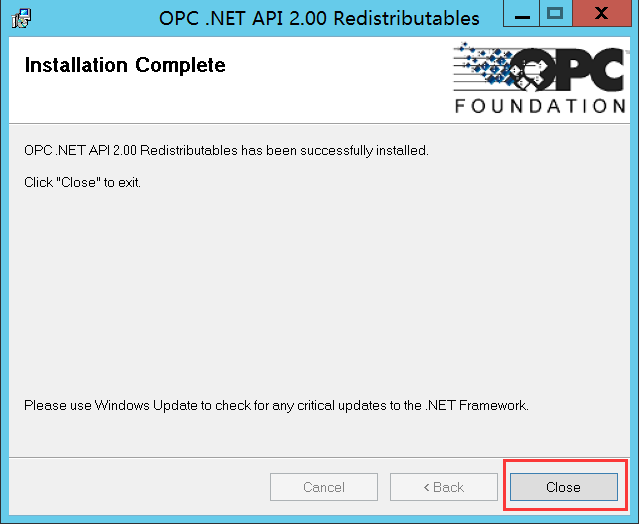 OPC .NET API 2.00 Redistributables
Installation Complete
OPC
FOUNDATION
OPC .NET API 2.00 Redistributables has been successfully installed.
Click "Close" to exit.
Please use Windows Update to check for any critical updates to the .NET Framework.
Cancel
< Back
Close